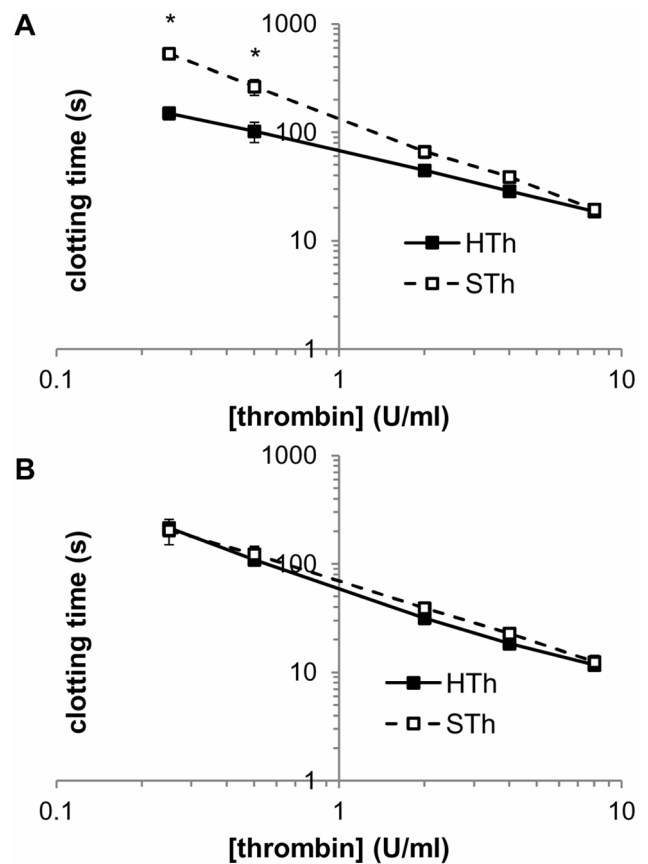 A
*
*
1000
100
10
1
clotting time (s)
HTh
STh
0.1
1
10
[thrombin] (U/ml)
B
1000
100
10
1
clotting time (s)
HTh
STh
0.1
1
10
[thrombin] (U/ml)